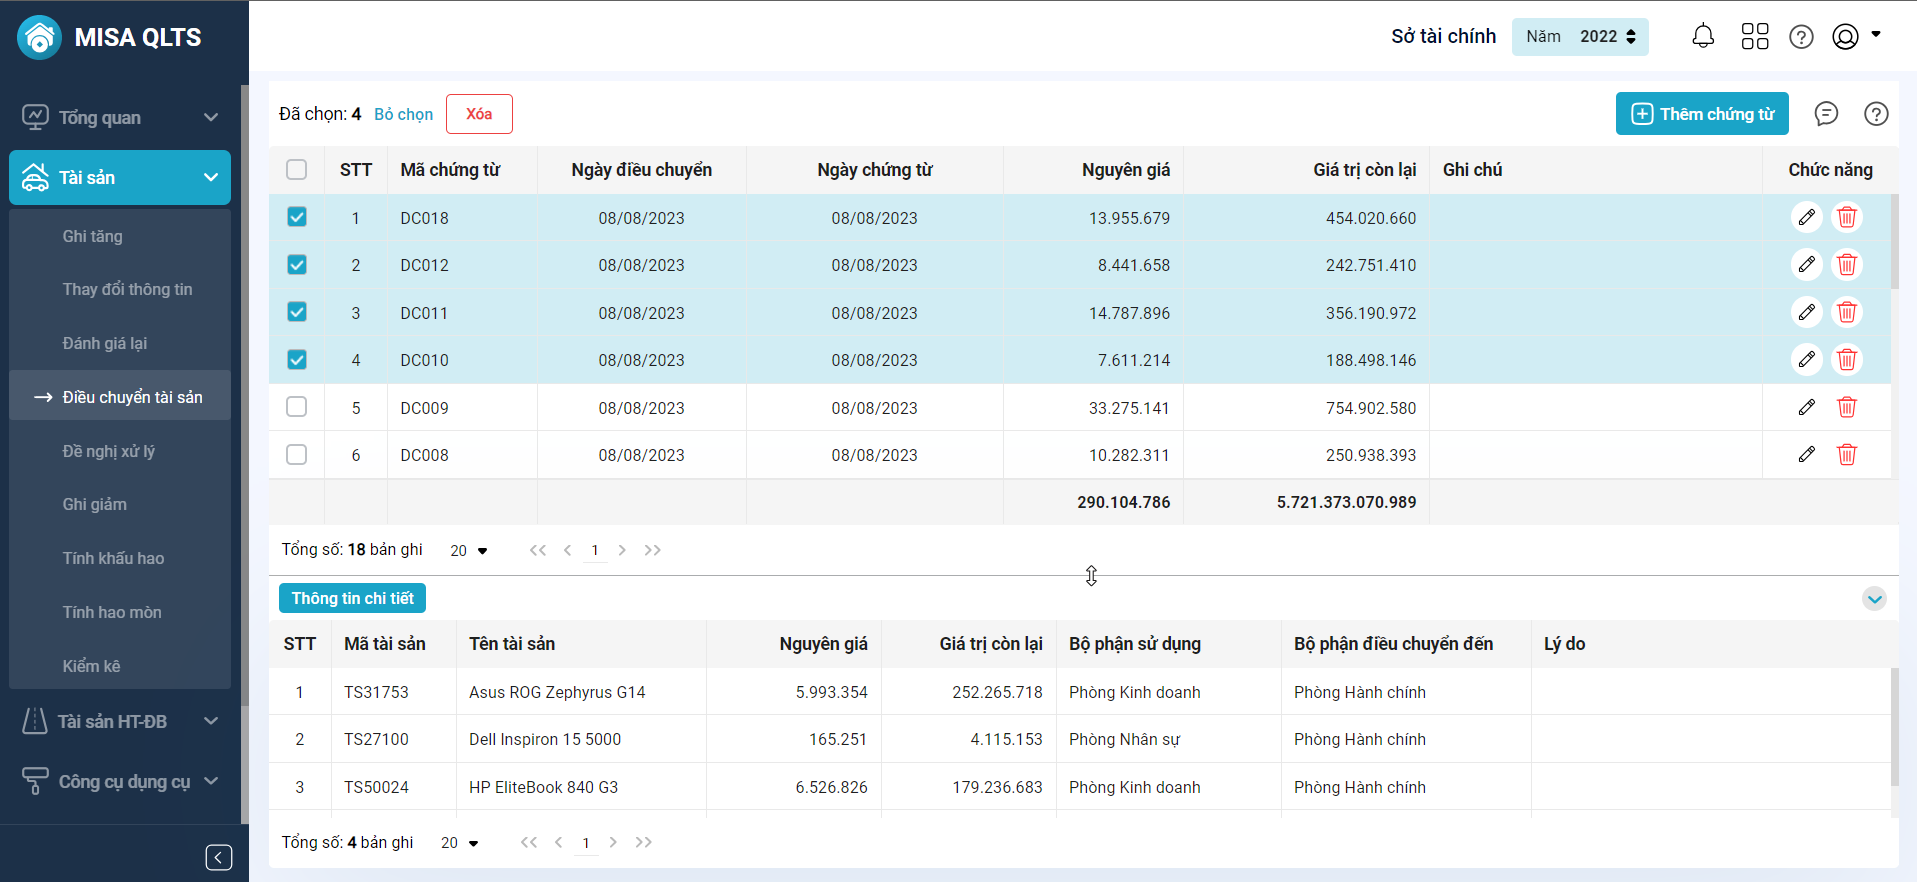 MISA QLTS
Sở tài chính Năm 2022
Tổng quan
Tài sản
Ghi tăng
Thay đổi thông tin
Đánh giá lại
Điều chuyển tài sản
Đề nghị xử lý
Ghi giảm
Tính khấu hao
Tính hao mòn
Kiểm kê
Tài sản HT-ĐB
Công cụ dụng cụ
Đã chọn: 4 Bỏ chọn Xóa Thêm chứng từ
STT Mã chứng từ Ngày điều chuyển Ngày chứng từ Nguyên giá Giá trị còn lại Ghi chú Chức năng
1 DC018 08/08/2023 08/08/2023 13.955.679 454.020.660
2 DC012 08/08/2023 08/08/2023 8.441.658 242.751.410
3 DC011 08/08/2023 08/08/2023 14.787.896 356.190.972
4 DC010 08/08/2023 08/08/2023 7.611.214 188.498.146
5 DC009 08/08/2023 08/08/2023 33.275.141 754.902.580
6 DC008 08/08/2023 08/08/2023 10.282.311 250.938.393
290.104.786 5.721.373.070.989
Tổng số: 18 bản ghi 20 1
Thông tin chi tiết
STT Mã tài sản Tên tài sản Nguyên giá Giá trị còn lại Bộ phận sử dụng Bộ phận điều chuyển đến Lý do
1 TS31753 Asus ROG Zephyrus G14 5.993.354 252.265.718 Phòng Kinh doanh Phòng Hành chính
2 TS27100 Dell Inspiron 15 5000 165.251 4.115.153 Phòng Nhân sự Phòng Hành chính
3 TS50024 HP EliteBook 840 G3 6.526.826 179.236.683 Phòng Kinh doanh Phòng Hành chính
Tổng số: 4 bản ghi 20 1